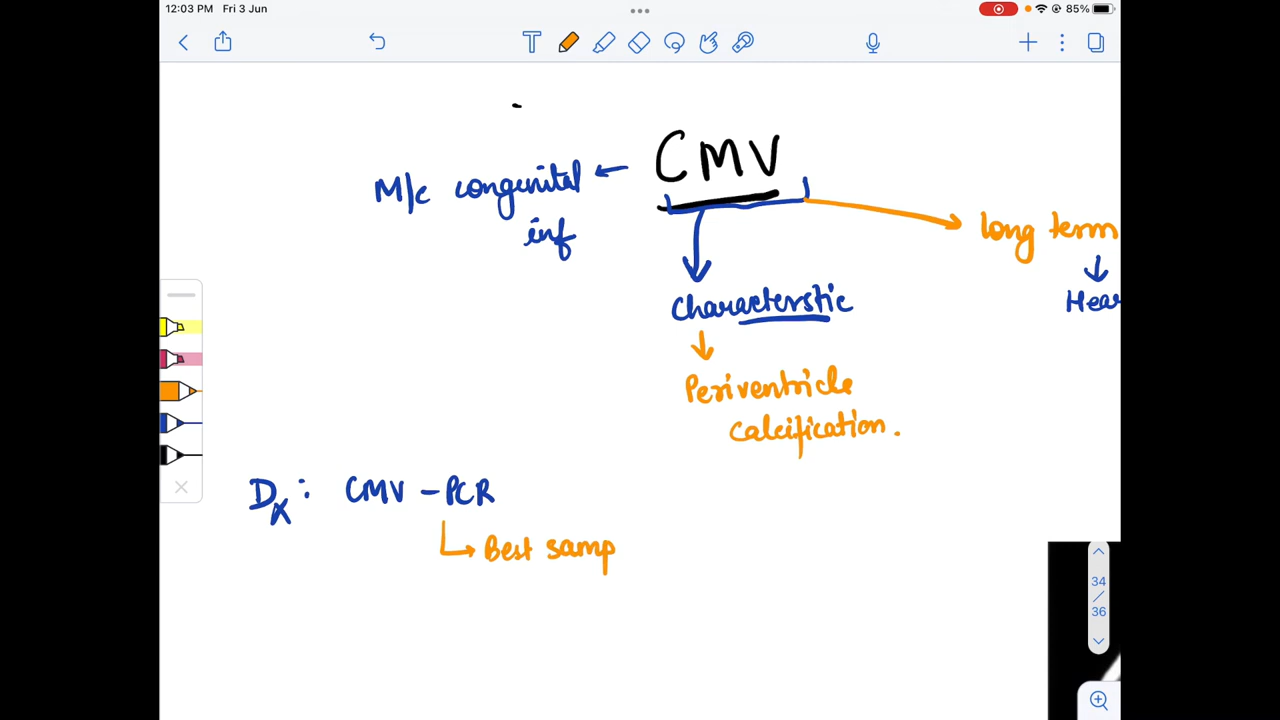 12:03 PM Fri 3 Jun
85%
CMV
M/c congenital
inf
long term
Hear
Characterstic
Periventricle
calcification.
Dx: CMV - PCR
Best samp
34
/
36